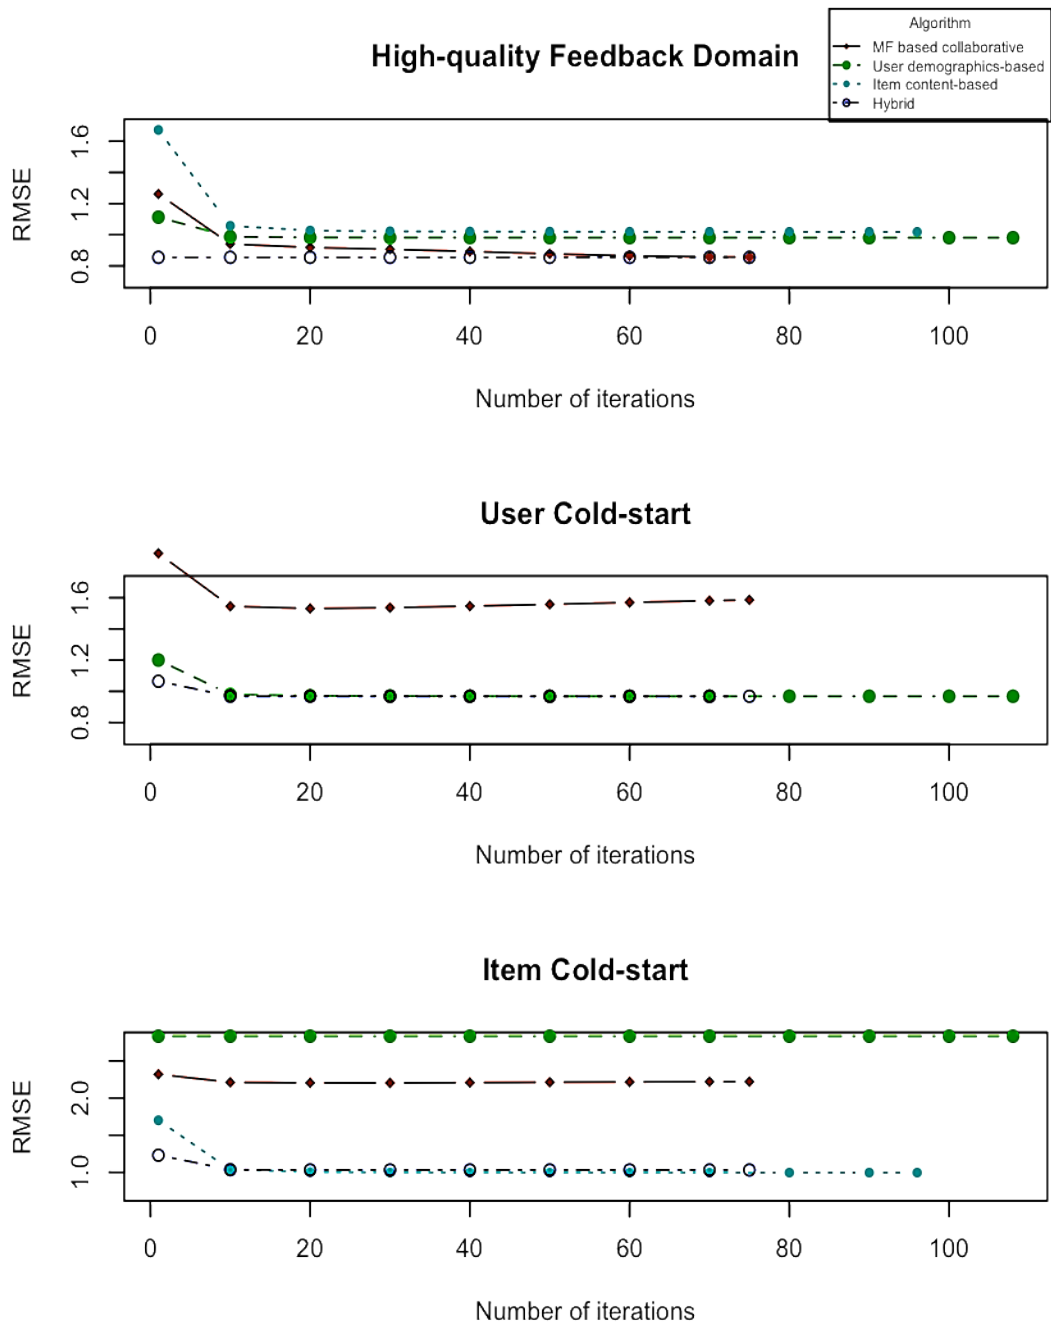 Algorithm
MF based collaborative
User demographics-based
Item content-based
Hybrid
High-quality Feedback Domain
RMSE
1.6
1.2
0.8
0 20 40 60 80 100
Number of iterations
User Cold-start
RMSE
1.6
1.2
0.8
0 20 40 60 80 100
Number of iterations
Item Cold-start
RMSE
2.0
1.0
0 20 40 60 80 100
Number of iterations